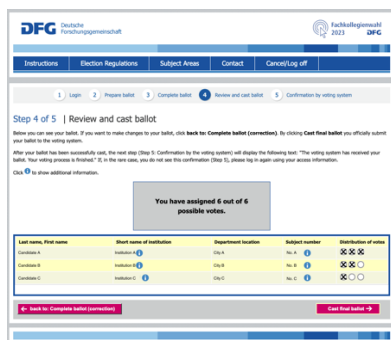 DFG Deutsche
Forschungsgemeinschaft
Fachkollegienwahl
2023 DFG
Instructions Election Regulations Subject Areas Contact Cancel/Log off
1 Login 2 Prepare ballot 3 Complete ballot 4 Review and cast ballot 5 Confirmation by voting system
Step 4 of 5 | Review and cast ballot
Below you can see your ballot. If you want to make changes to your ballot, click back to: Complete ballot (correction). By clicking Cast final ballot you officially submit
your ballot to the voting system.
After your ballot has been successfully cast, the next step (Step 5: Confirmation by the voting system) will display the following text: "The voting system has received your
ballot. Your voting process is finished." If, in the rare case, you do not see this confirmation (Step 5), please log in again using your access information.
Click i to show additional information.
You have assigned 6 out of 6
possible votes.
Last name, First name Short name of institution Department location Subject number Distribution of votes
Candidate A Institution A i City A No. A i
Candidate B Institution B i City B No. B i
Candidate C Institution C i City C No. C i
← back to: Complete ballot (correction) Cast final ballot →